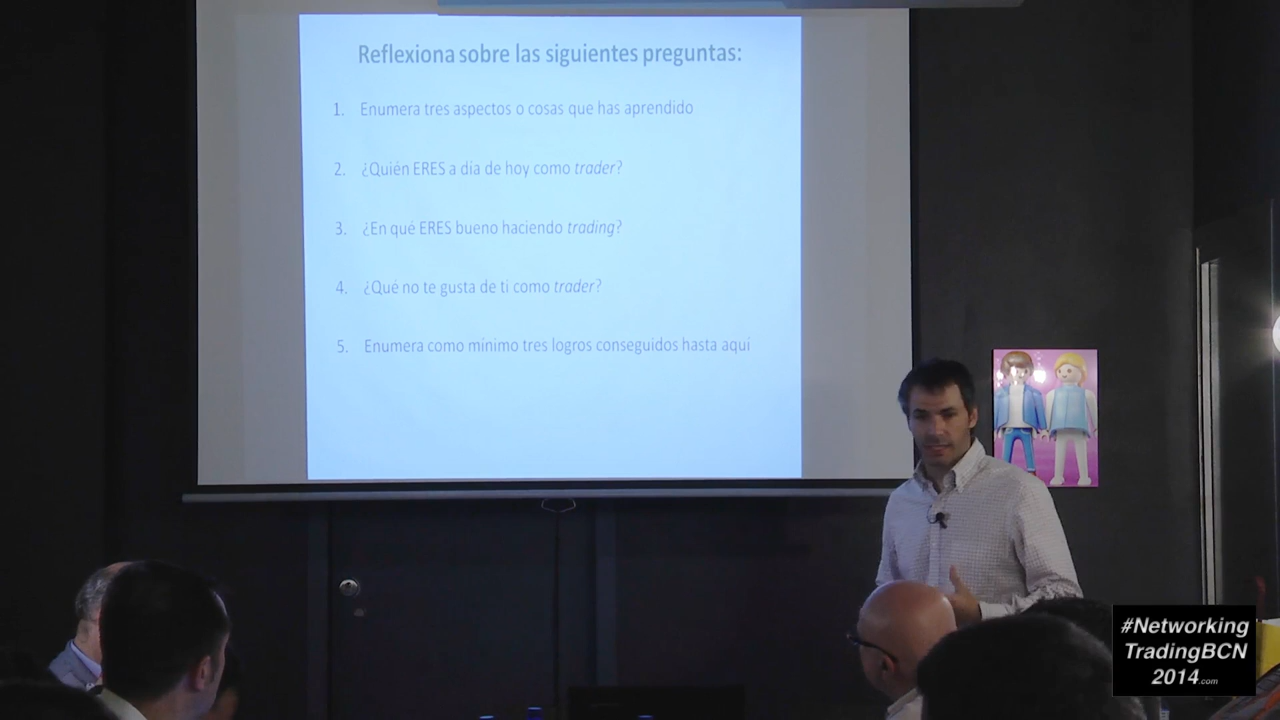 Reflexiona sobre las siguientes preguntas:
1. Enumera tres aspectos o cosas que has aprendido
2. ¿Quién ERES a día de hoy como trader?
3. ¿En qué ERES bueno haciendo trading?
4. ¿Qué no te gusta de ti como trader?
5. Enumera como mínimo tres logros conseguidos hasta aquí
#Networking
TradingBCN
2014.com